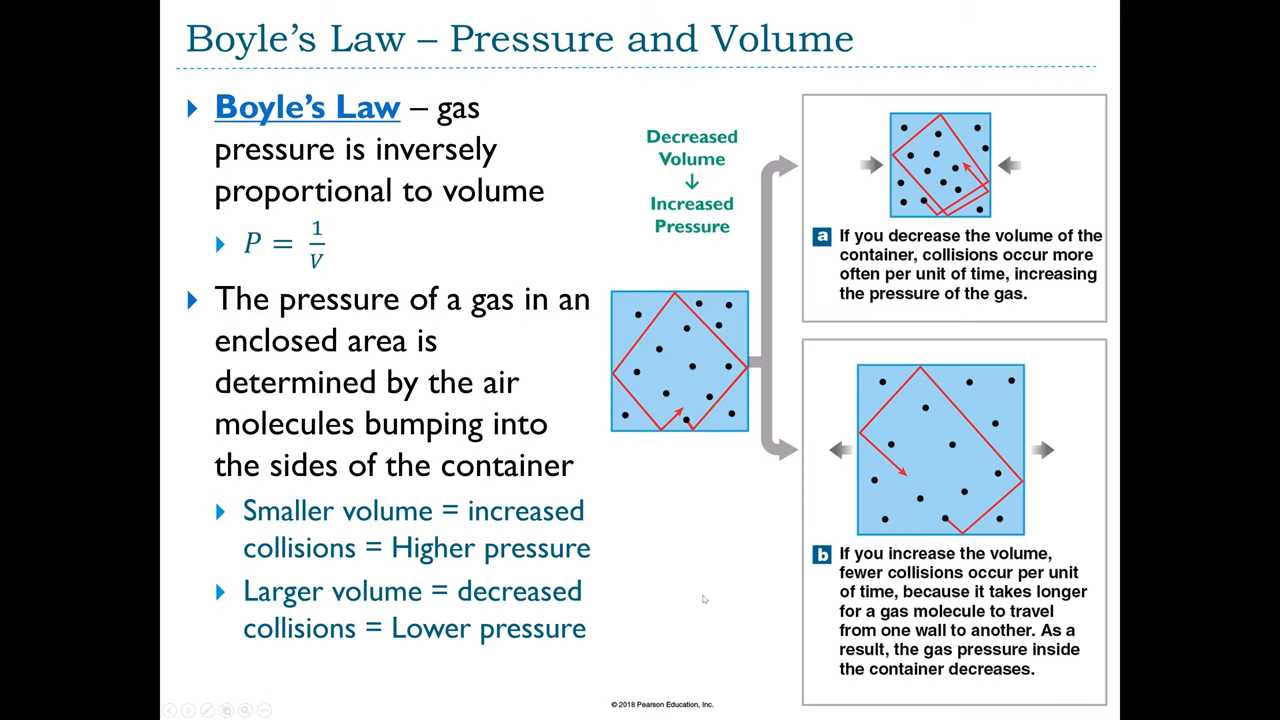 Boyle's Law – Pressure and Volume
Boyle's Law – gas
pressure is inversely
proportional to volume
P = 1/V
The pressure of a gas in an
enclosed area is
determined by the air
molecules bumping into
the sides of the container
Smaller volume = increased
collisions = Higher pressure
Larger volume = decreased
collisions = Lower pressure
Decreased
Volume
↓
Increased
Pressure
a If you decrease the volume of the
container, collisions occur more
often per unit of time, increasing
the pressure of the gas.
b If you increase the volume,
fewer collisions occur per unit
of time, because it takes longer
for a gas molecule to travel
from one wall to another. As a
result, the gas pressure inside
the container decreases.
© 2018 Pearson Education, Inc.